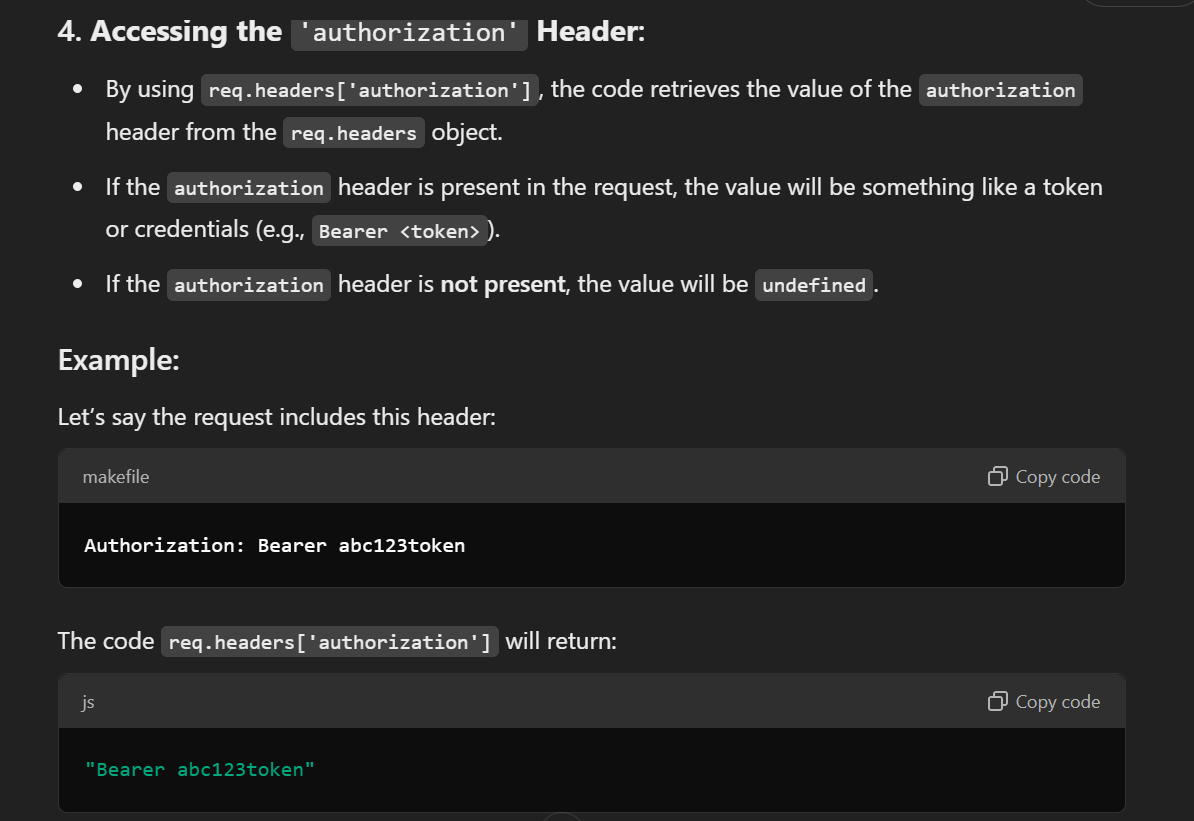 4. Accessing the 'authorization' Header:
• By using req.headers['authorization'], the code retrieves the value of the authorization
header from the req.headers object.
• If the authorization header is present in the request, the value will be something like a token
or credentials (e.g., Bearer <token>).
• If the authorization header is not present, the value will be undefined.
Example:
Let’s say the request includes this header:
makefile Copy code
Authorization: Bearer abc123token
The code req.headers['authorization'] will return:
js Copy code
"Bearer abc123token"